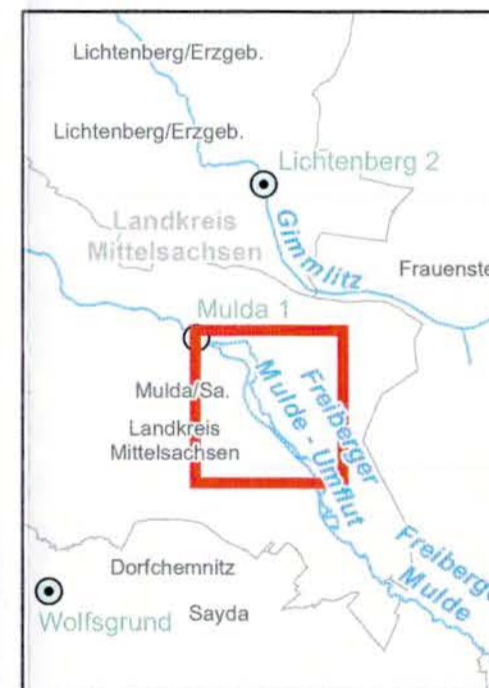 Lichtenberg/Erzgeb.
Lichtenberg/Erzgeb.
Lichtenberg 2
Landkreis
Mittelsachsen
Gimmlitz
Frauenste
Mulda 1
Mulda/Sa.
Landkreis
Mittelsachsen
Freiberger
Mulde - Umflut
Dorfchemnitz
Freiberge
Mulde
Wolfsgrund
Sayda